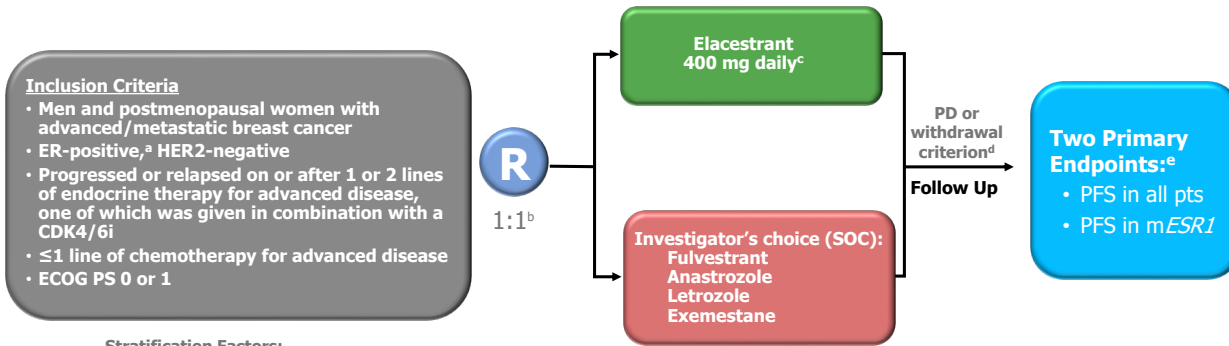 Inclusion Criteria
• Men and postmenopausal women with
advanced/metastatic breast cancer
• ER-positive,ᵃ HER2-negative
• Progressed or relapsed on or after 1 or 2 lines
of endocrine therapy for advanced disease,
one of which was given in combination with a
CDK4/6i
• ≤1 line of chemotherapy for advanced disease
• ECOG PS 0 or 1
Stratification Factors:
R
1:1ᵇ
Elacestrant
400 mg dailyᶜ
Investigator's choice (SOC):
Fulvestrant
Anastrozole
Letrozole
Exemestane
PD or
withdrawal
criterionᵈ
Follow Up
Two Primary
Endpoints:ᵉ
• PFS in all pts
• PFS in mESR1